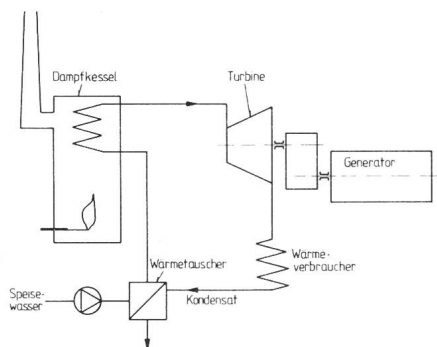 Dampfkessel
Turbine
Generator
Wärme-
verbraucher
Wärmetauscher
Speise-
wasser
Kondensat